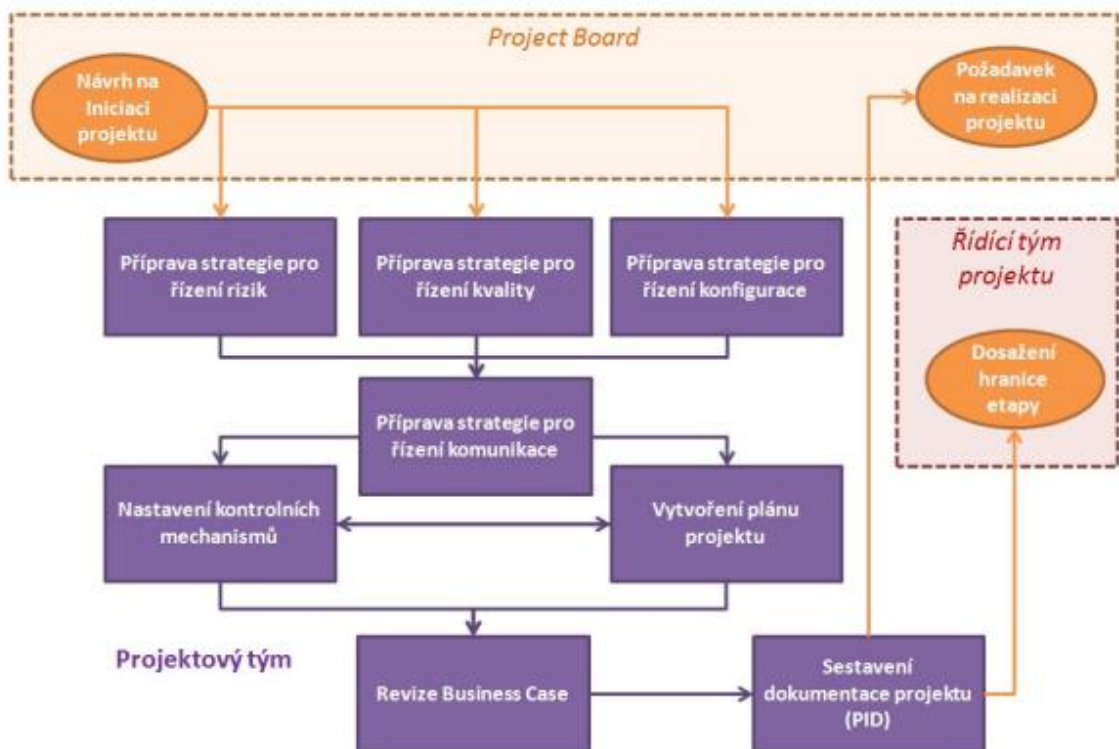 Project Board
Návrh na
Iniciaci
projektu
Požadavek
na realizaci
projektu
Příprava strategie pro
řízení rizik
Příprava strategie pro
řízení kvality
Příprava strategie pro
řízení konfigurace
Řídící tým
projektu
Dosažení
hranice
etapy
Příprava strategie pro
řízení komunikace
Nastavení kontrolních
mechanismů
Vytvoření plánu
projektu
Projektový tým
Revize Business Case
Sestavení
dokumentace projektu
(PID)